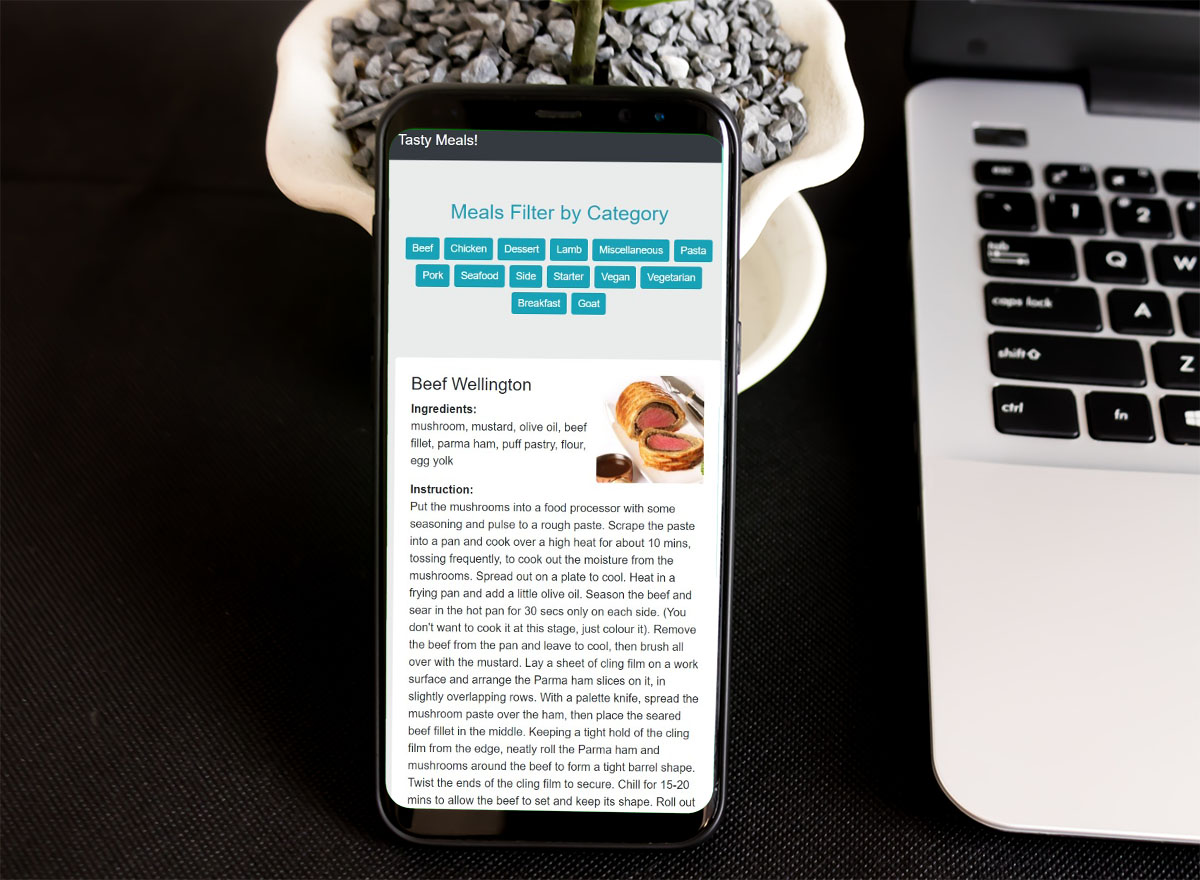 Tasty Meals!
Meals Filter by Category
Beef Chicken Dessert Lamb Miscellaneous Pasta
Pork Seafood Side Starter Vegan Vegetarian
Breakfast Goat
Beef Wellington
Ingredients:
mushroom, mustard, olive oil, beef
fillet, parma ham, puff pastry, flour,
egg yolk
Instruction:
Put the mushrooms into a food processor with some
seasoning and pulse to a rough paste. Scrape the paste
into a pan and cook over a high heat for about 10 mins,
tossing frequently, to cook out the moisture from the
mushrooms. Spread out on a plate to cool. Heat in a
frying pan and add a little olive oil. Season the beef and
sear in the hot pan for 30 secs only on each side. (You
don't want to cook it at this stage, just colour it). Remove
the beef from the pan and leave to cool, then brush all
over with the mustard. Lay a sheet of cling film on a work
surface and arrange the Parma ham slices on it, in
slightly overlapping rows. With a palette knife, spread the
mushroom paste over the ham, then place the seared
beef fillet in the middle. Keeping a tight hold of the cling
film from the edge, neatly roll the Parma ham and
mushrooms around the beef to form a tight barrel shape.
Twist the ends of the cling film to secure. Chill for 15-20
mins to allow the beef to set and keep its shape. Roll out
esc
1 2
tab Q W
caps lock A
shift Z
ctrl fn